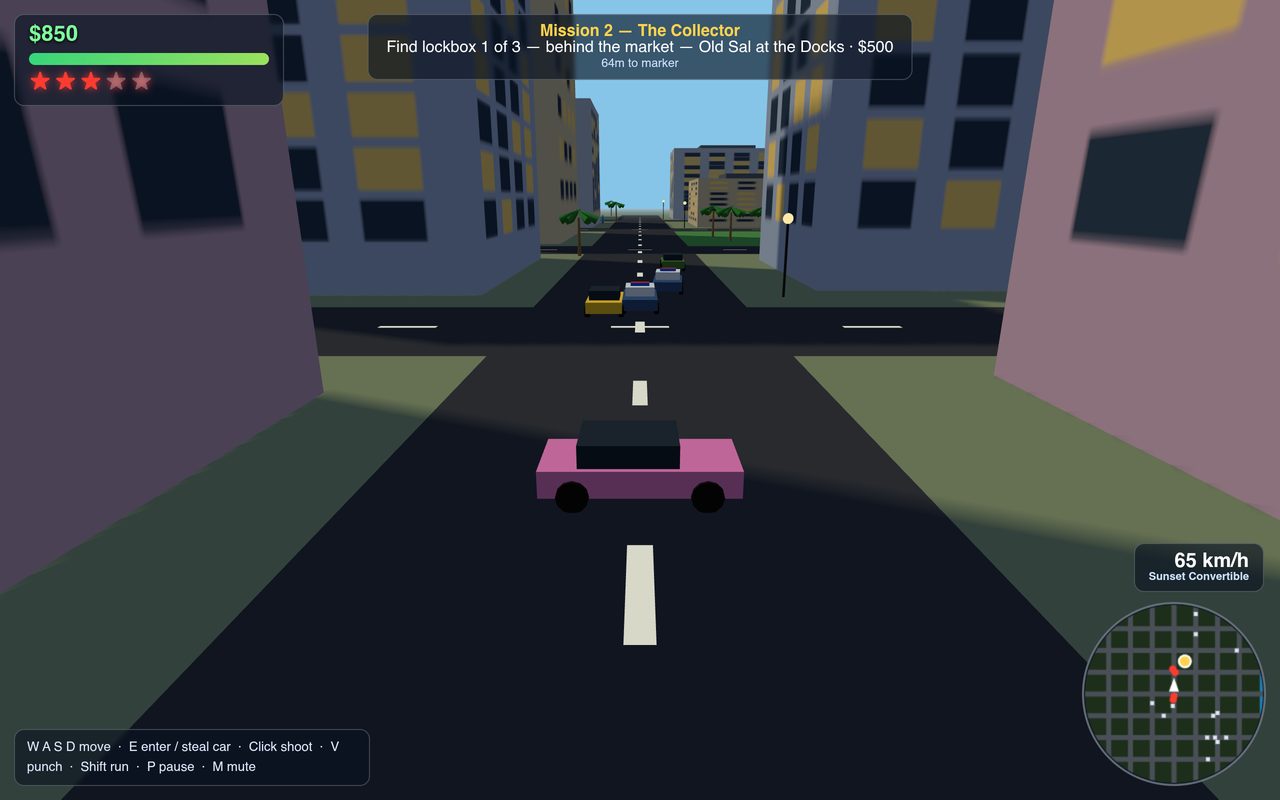 $850
Mission 2 — The Collector
Find lockbox 1 of 3 — behind the market — Old Sal at the Docks · $500
64m to marker
65 km/h
Sunset Convertible
W A S D move · E enter / steal car · Click shoot · V
punch · Shift run · P pause · M mute